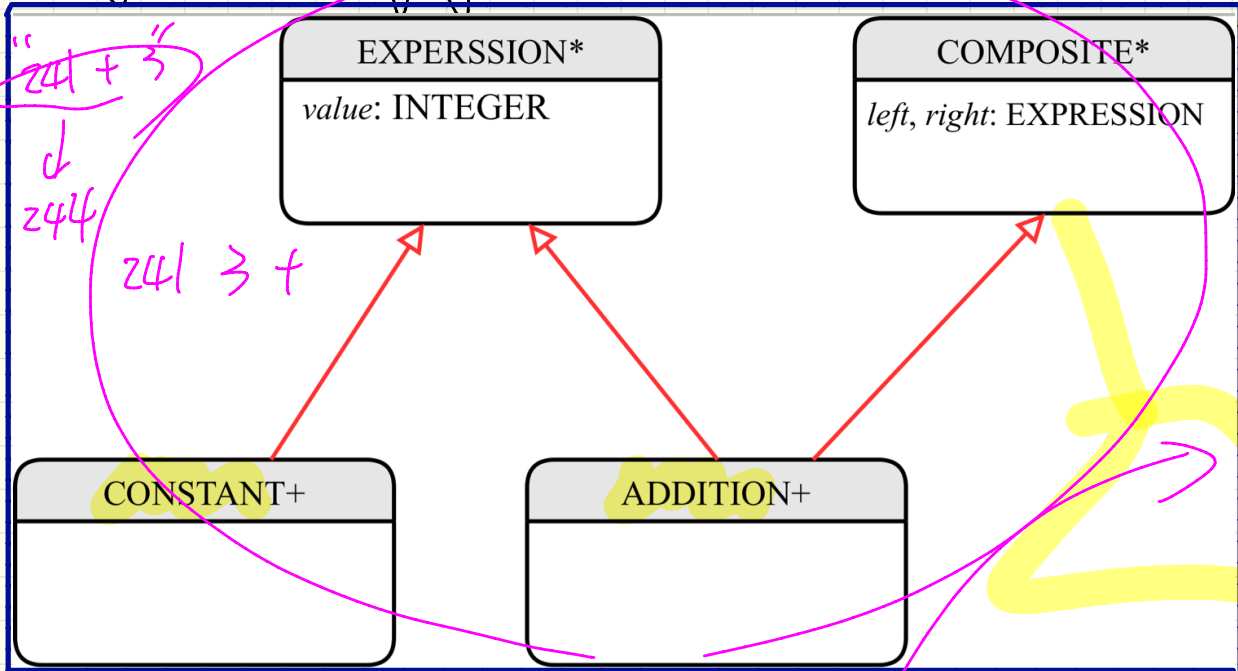 "241 + 3"
244
241 3 +
EXPERSSION*
value: INTEGER
COMPOSITE*
left, right: EXPRESSION
CONSTANT+
ADDITION+